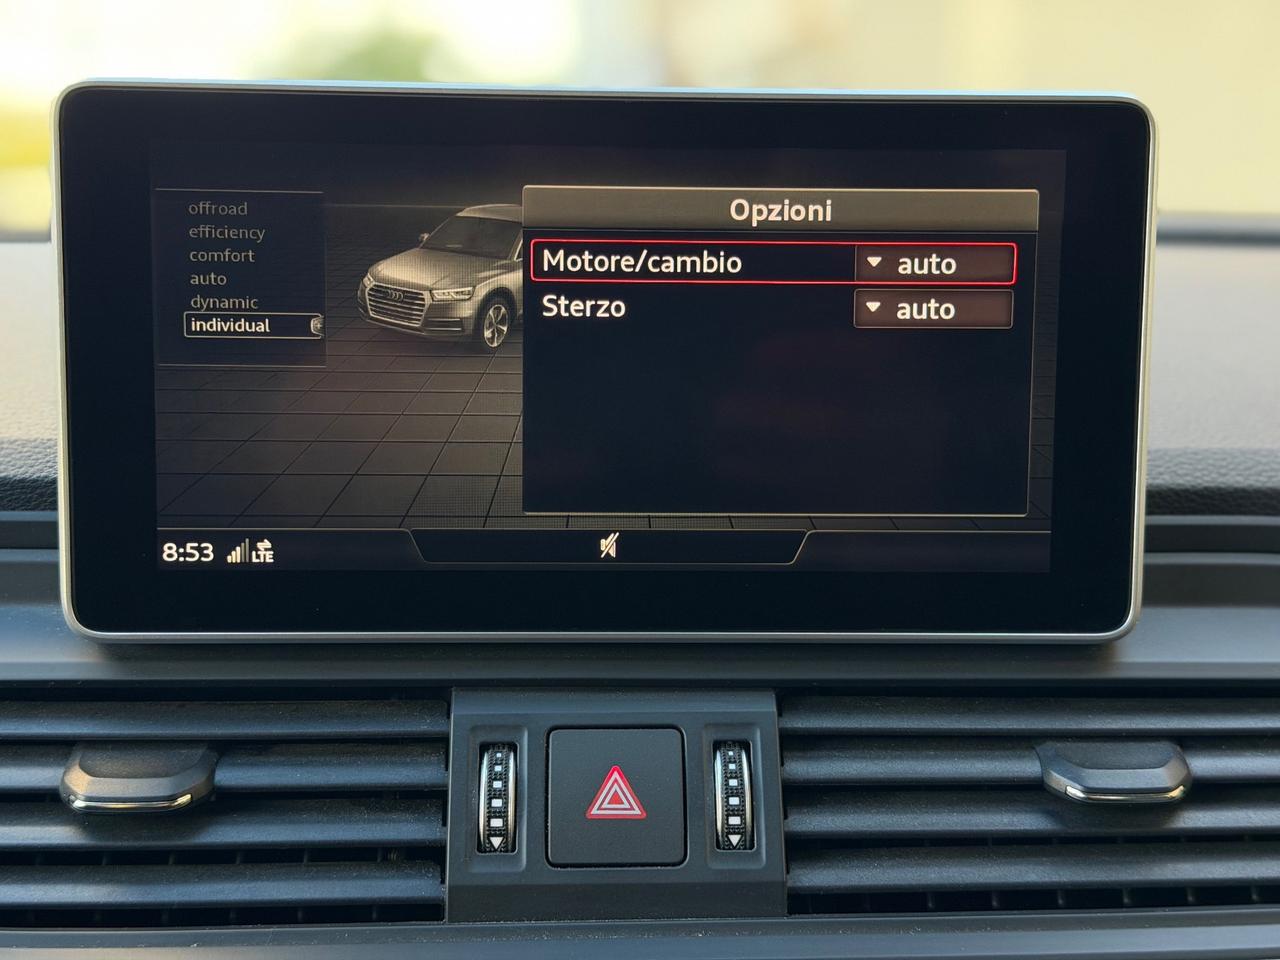 offroad
efficiency
comfort
auto
dynamic
individual
Opzioni
Motore/cambio auto
Sterzo auto
8:53 LTE